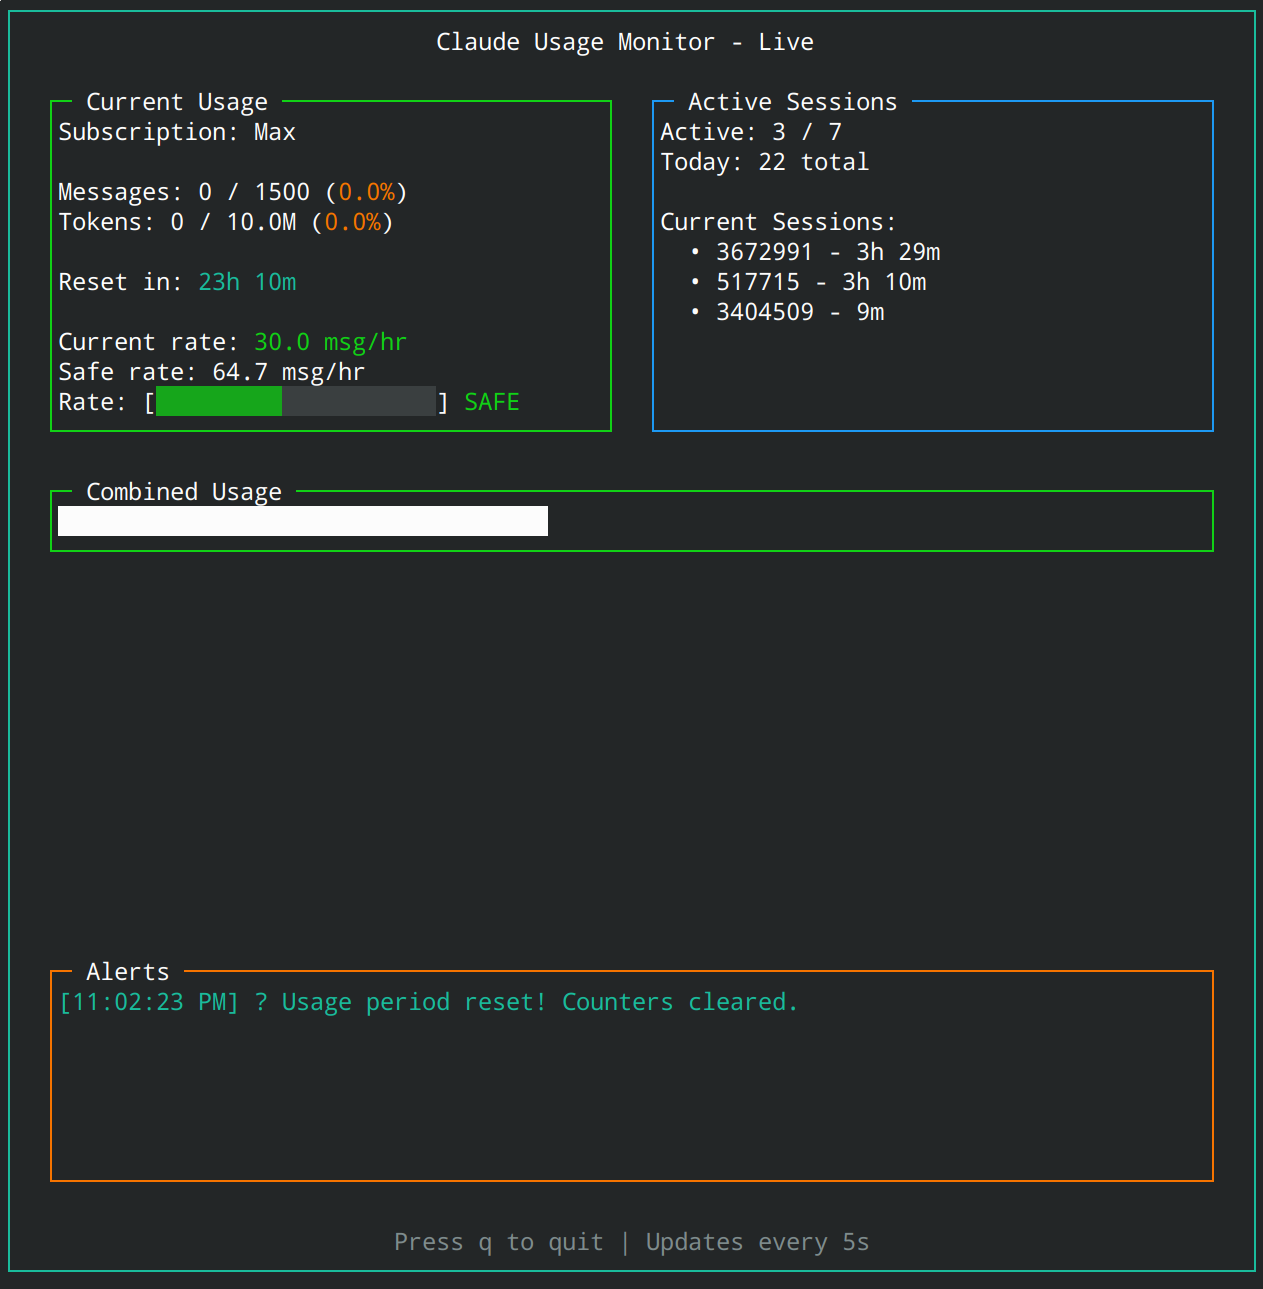 Claude Usage Monitor - Live
Current Usage
Subscription: Max
Messages: 0 / 1500 (0.0%)
Tokens: 0 / 10.0M (0.0%)
Reset in: 23h 10m
Current rate: 30.0 msg/hr
Safe rate: 64.7 msg/hr
Rate: [ ] SAFE
Active Sessions
Active: 3 / 7
Today: 22 total
Current Sessions:
• 3672991 - 3h 29m
• 517715 - 3h 10m
• 3404509 - 9m
Combined Usage
Alerts
[11:02:23 PM] ? Usage period reset! Counters cleared.
Press q to quit | Updates every 5s